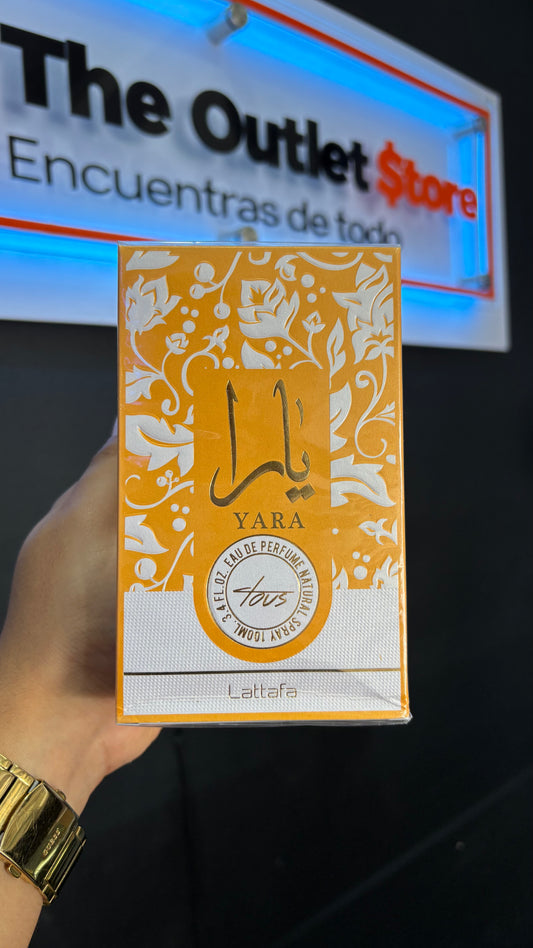 The Outlet $tore
Encuentras de todo
يارا
YARA
EAU DE PERFUME NATURAL SPRAY 100ML. 3.4 FL.OZ.
Tous
Lattafa
GUESS